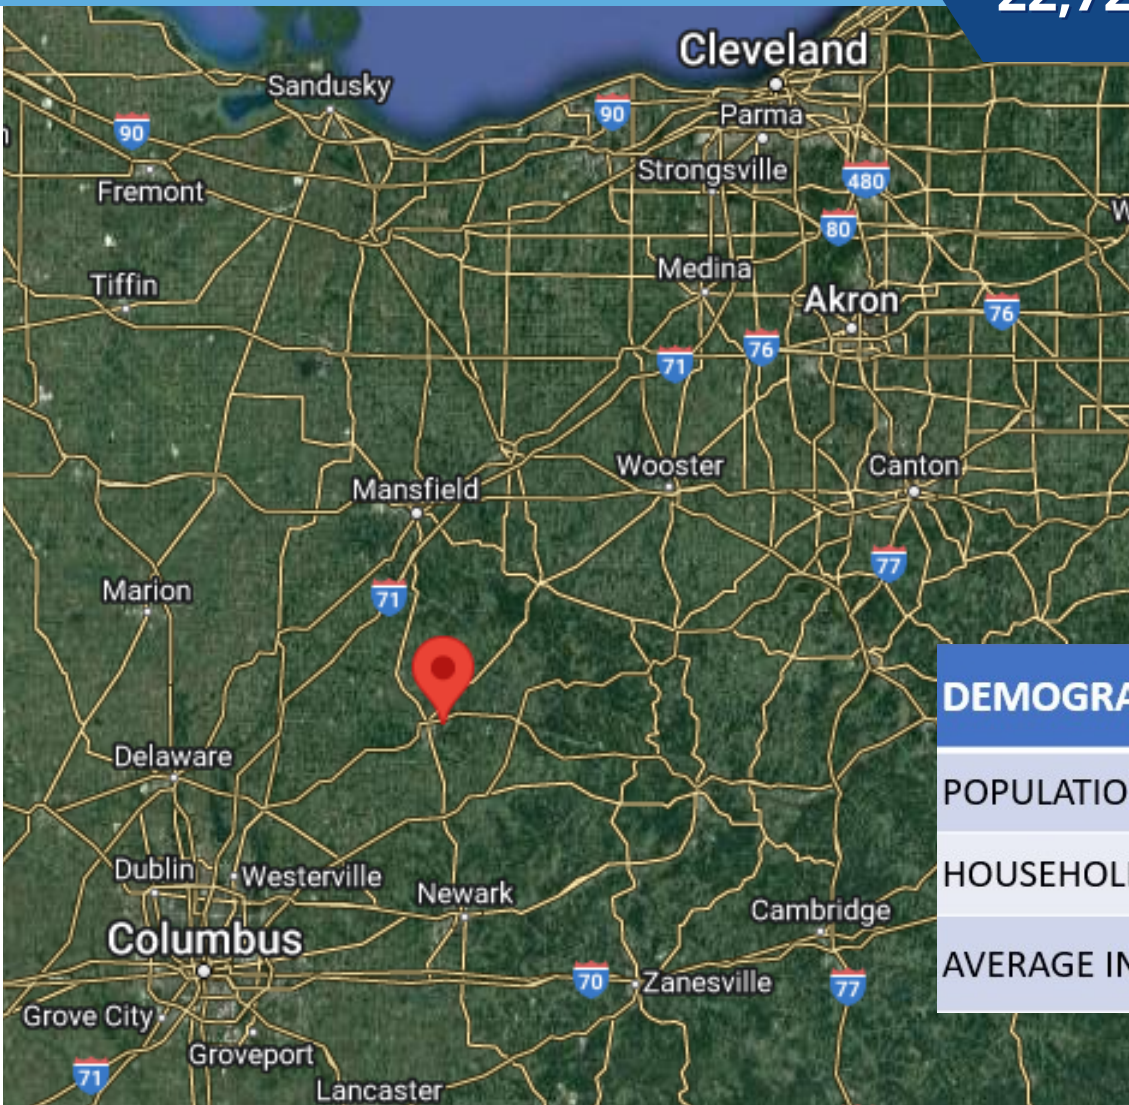 Cleveland
Sandusky
90
Parma
90
Strongsville
480
Fremont
80
Medina
Tiffin
Akron
76
76
71
Wooster
Canton
Mansfield
77
Marion
71
DEMOGRA
Delaware
POPULATIO
Dublin
Westerville
HOUSEHOL
Newark
Cambridge
Columbus
AVERAGE IN
70
Zanesville
77
Grove City
Groveport
71
Lancaster